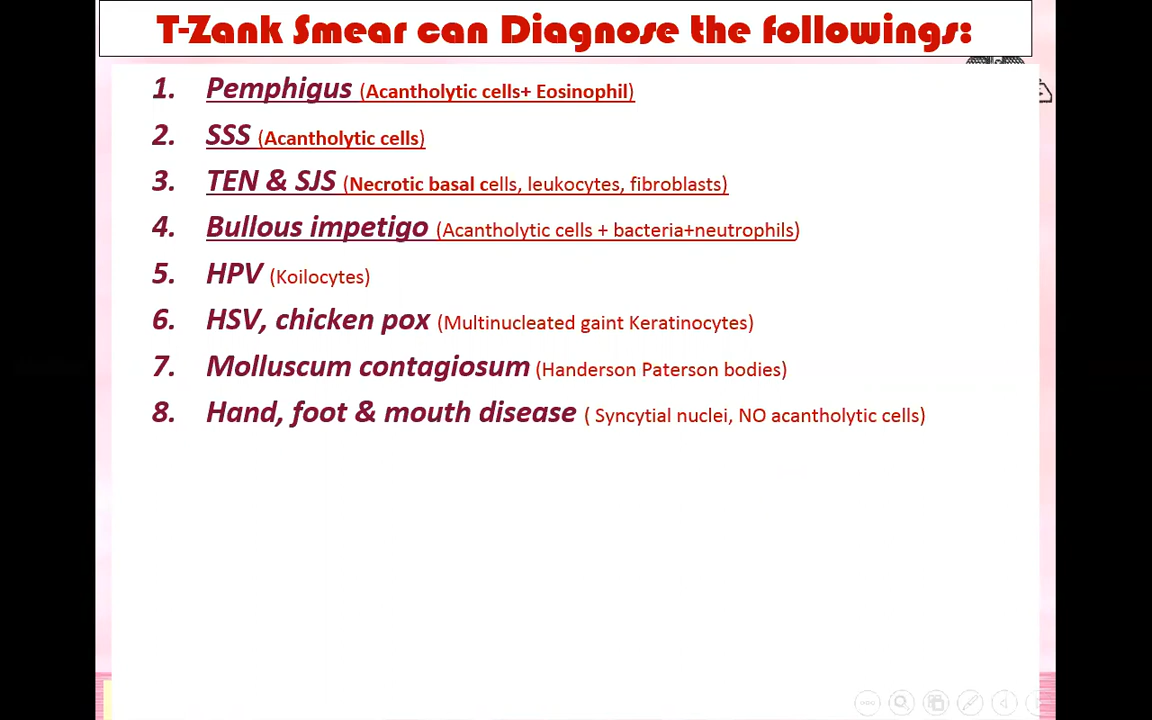 T-Zank Smear can Diagnose the followings:
1. Pemphigus (Acantholytic cells+ Eosinophil)
2. SSS (Acantholytic cells)
3. TEN & SJS (Necrotic basal cells, leukocytes, fibroblasts)
4. Bullous impetigo (Acantholytic cells + bacteria+neutrophils)
5. HPV (Koilocytes)
6. HSV, chicken pox (Multinucleated gaint Keratinocytes)
7. Molluscum contagiosum (Handerson Paterson bodies)
8. Hand, foot & mouth disease ( Syncytial nuclei, NO acantholytic cells)